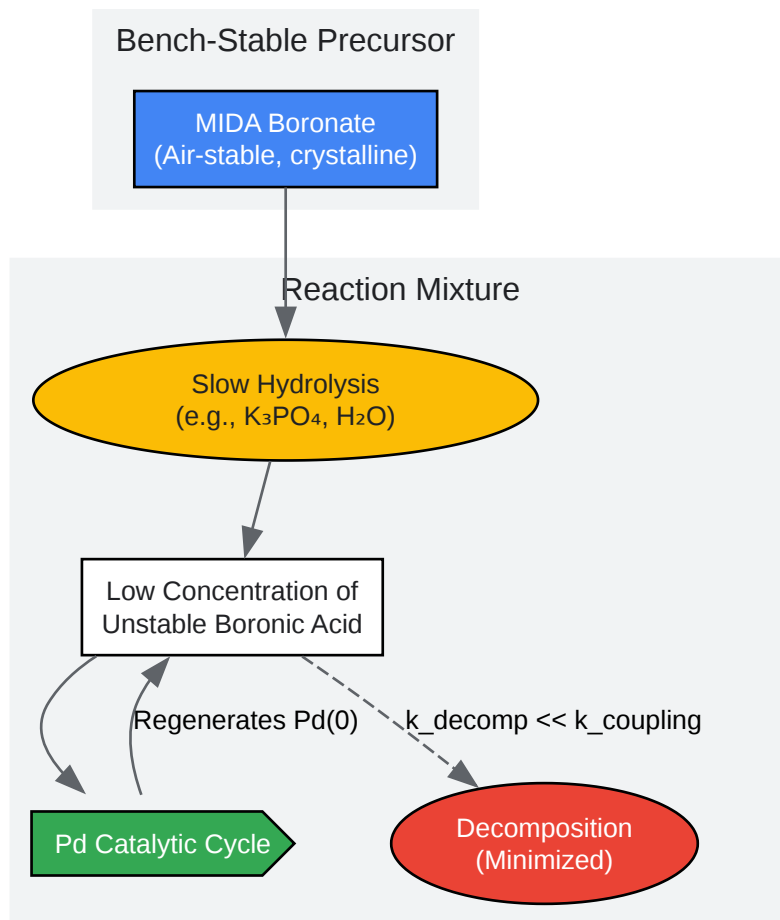 Bench-Stable Precursor
MIDA Boronate
(Air-stable, crystalline)
Reaction Mixture
Slow Hydrolysis
(e.g., K₃PO₄, H₂O)
Low Concentration of
Unstable Boronic Acid
Regenerates Pd(0)
k_decomp << k_coupling
Pd Catalytic Cycle
Decomposition
(Minimized)